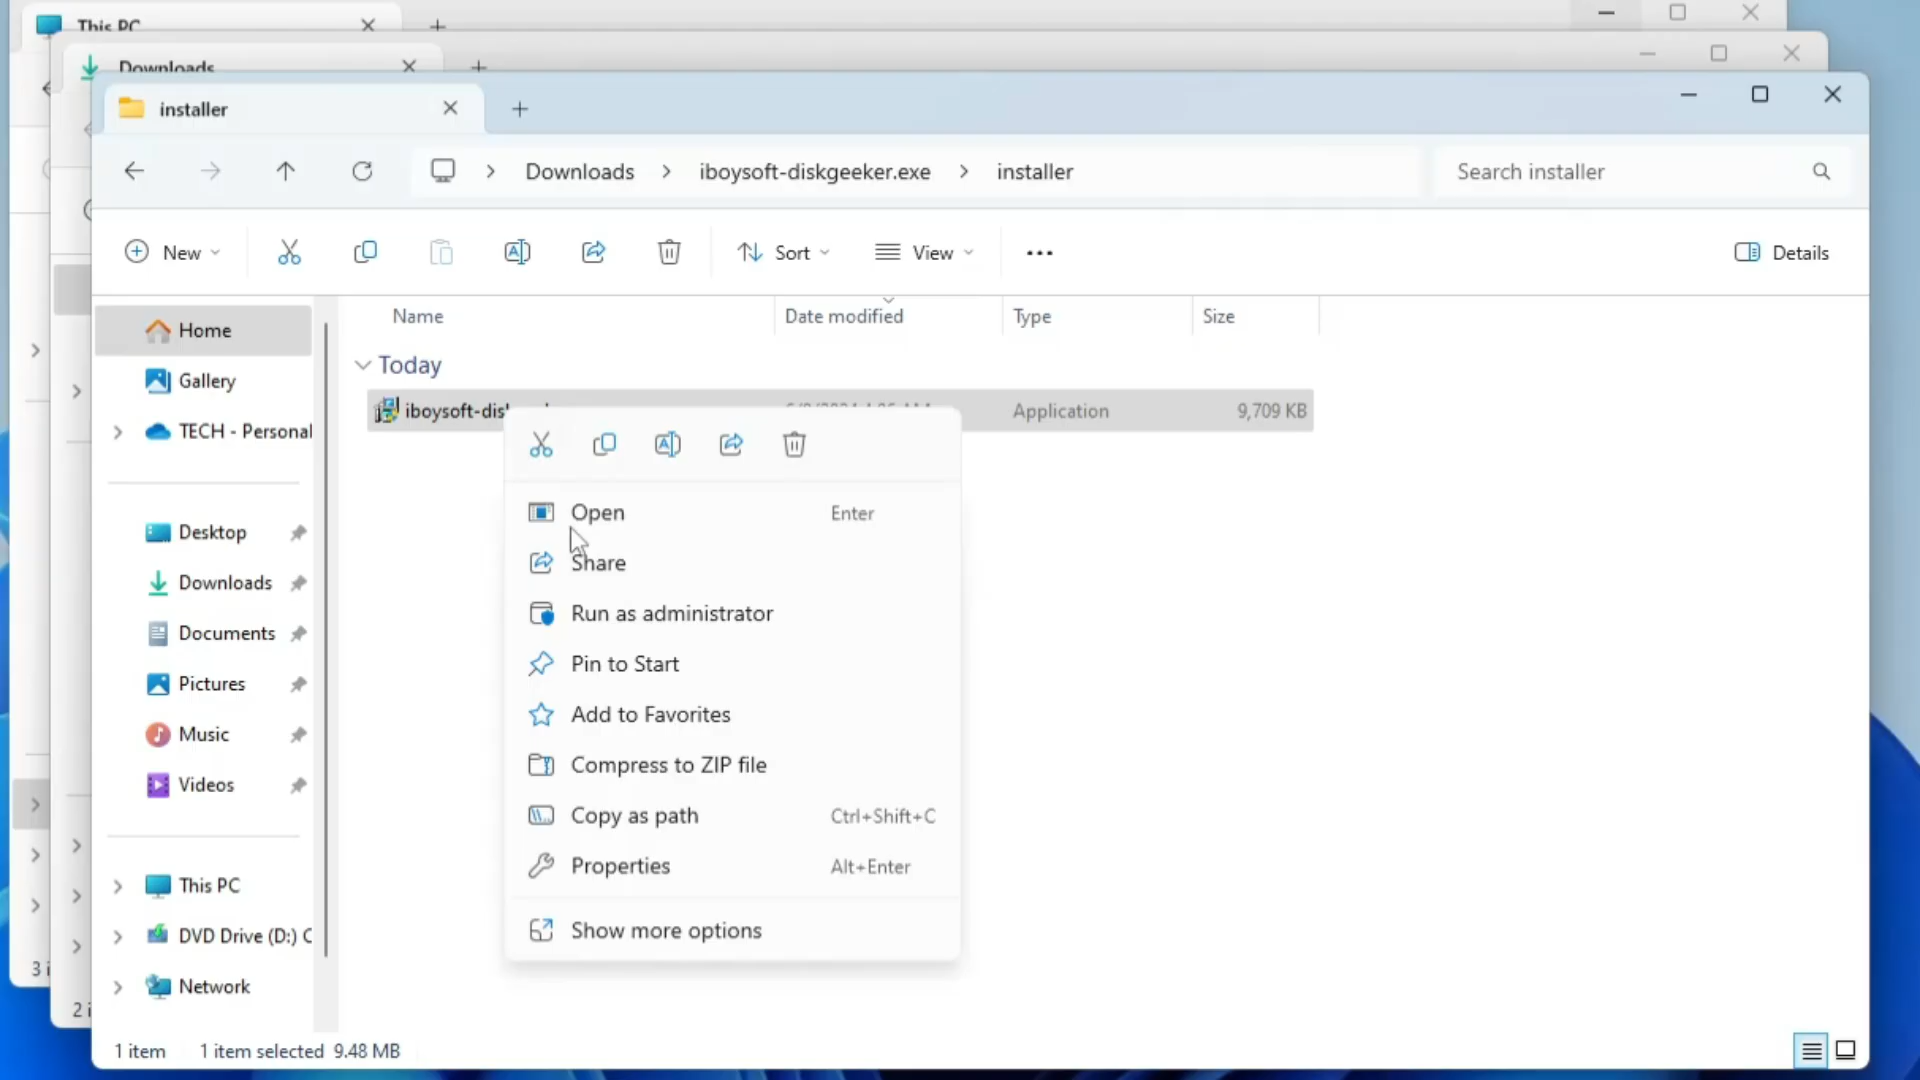 This PC
Downloads
installer
Downloads > iboysoft-diskgeeker.exe > installer
Search installer
New
Sort
View
Details
Name
Date modified
Type
Size
Today
iboysoft-dis
Application
9,709 KB
Home
Gallery
TECH - Personal
Desktop
Downloads
Documents
Pictures
Music
Videos
This PC
DVD Drive (D:) C
Network
Open Enter
Share
Run as administrator
Pin to Start
Add to Favorites
Compress to ZIP file
Copy as path Ctrl+Shift+C
Properties Alt+Enter
Show more options
3 i
2 i
1 item 1 item selected 9.48 MB